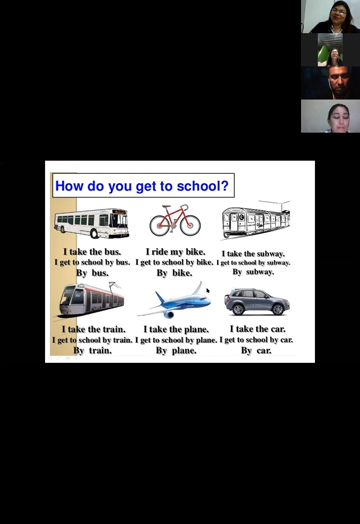 How do you get to school?
I take the bus.
I get to school by bus.
By bus.
I ride my bike.
I get to school by bike.
By bike.
I take the subway.
I get to school by subway.
By subway.
I take the train.
I get to school by train.
By train.
I take the plane.
I get to school by plane.
By plane.
I take the car.
I get to school by car.
By car.